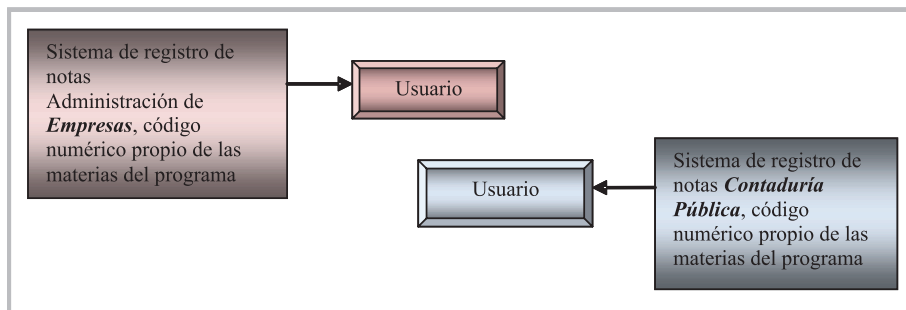 Sistema de registro de
notas
Administración de
Empresas, código
numérico propio de las
materias del programa
Usuario
Usuario
Sistema de registro de
notas Contaduría
Pública, código
numérico propio de las
materias del programa